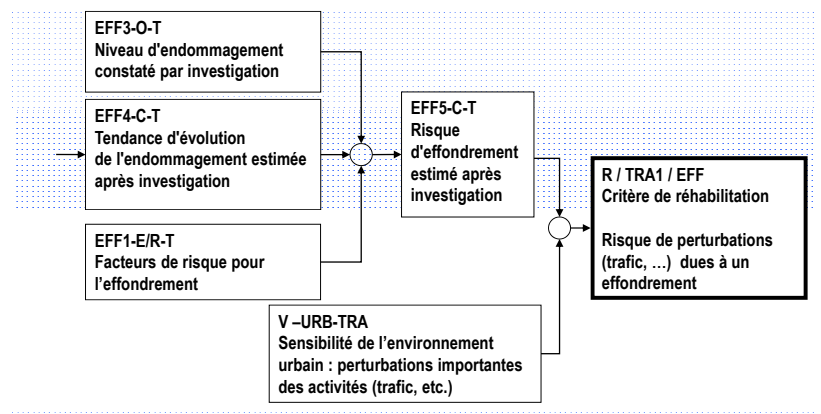 EFF3-O-T
Niveau d'endommagement
constaté par investigation
EFF4-C-T
Tendance d'évolution
de l'endommagement estimée
après investigation
EFF1-E/R-T
Facteurs de risque pour
l’effondrement
EFF5-C-T
Risque
d'effondrement
estimé après
investigation
V –URB-TRA
Sensibilité de l’environnement
urbain : perturbations importantes
des activités (trafic, etc.)
R / TRA1 / EFF
Critère de réhabilitation
Risque de perturbations
(trafic, …) dues à un
effondrement